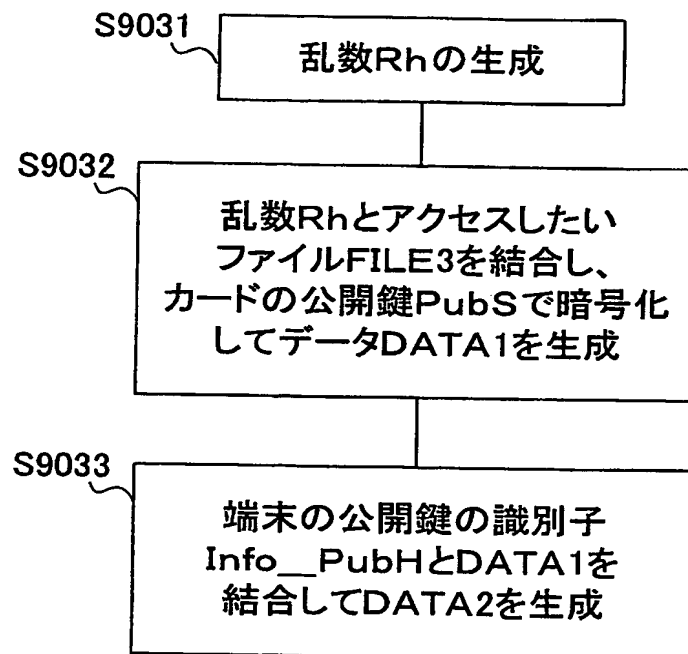 S9031
乱数Rhの生成
S9032
乱数Rhとアクセスしたい
ファイルFILE3を結合し、
カードの公開鍵PubSで暗号化
してデータDATA1を生成
S9033
端末の公開鍵の識別子
Info__PubHとDATA1を
結合してDATA2を生成